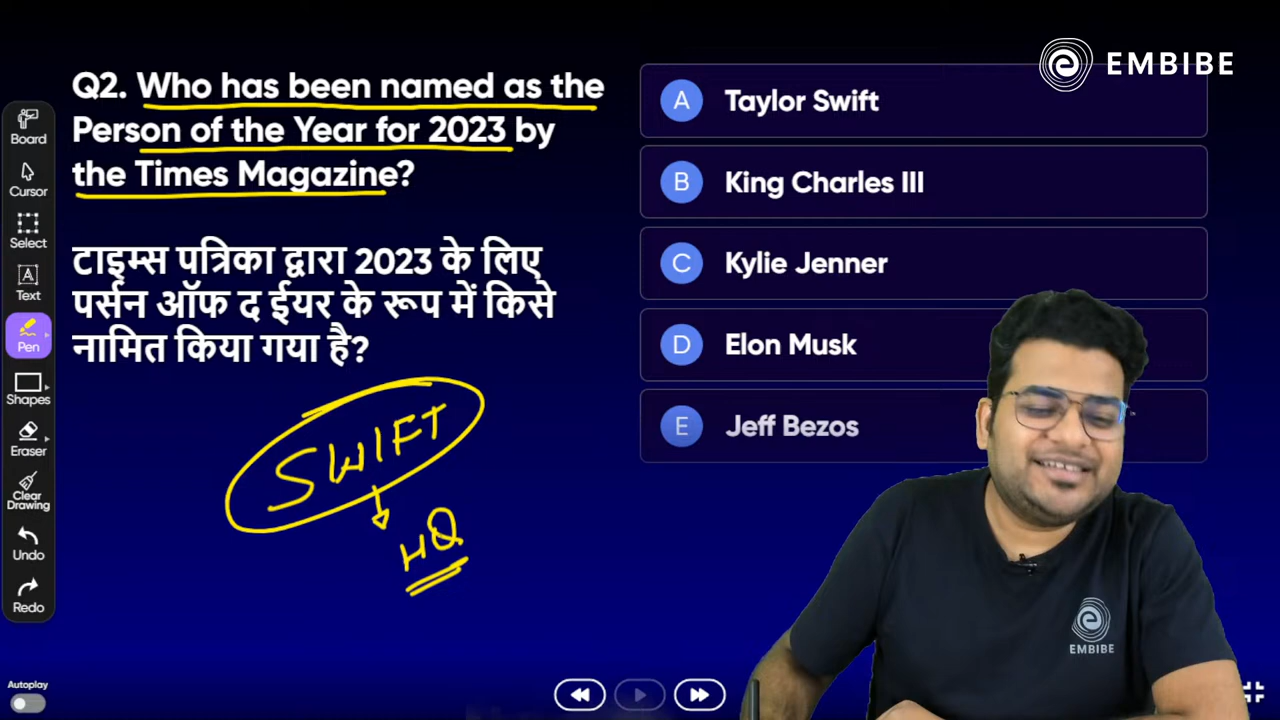 EMBIBE
Q2. Who has been named as the
Person of the Year for 2023 by
the Times Magazine?
टाइम्स पत्रिका द्वारा 2023 के लिए
पर्सन ऑफ द ईयर के रूप में किसे
नामित किया गया है?
SWIFT
HQ
A Taylor Swift
B King Charles III
C Kylie Jenner
D Elon Musk
E Jeff Bezos
Board
Cursor
Select
A
Text
Pen
Shapes
Eraser
Clear
Drawing
Undo
Redo
Autoplay
EMBIBE